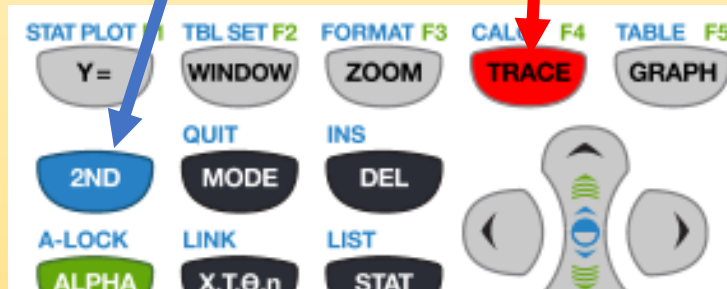 STAT PLOT F1 TBL SET F2 FORMAT F3 CALC F4 TABLE F5
Y= WINDOW ZOOM TRACE GRAPH
QUIT INS
2ND MODE DEL
A-LOCK LINK LIST
ALPHA X,T,Θ,n STAT